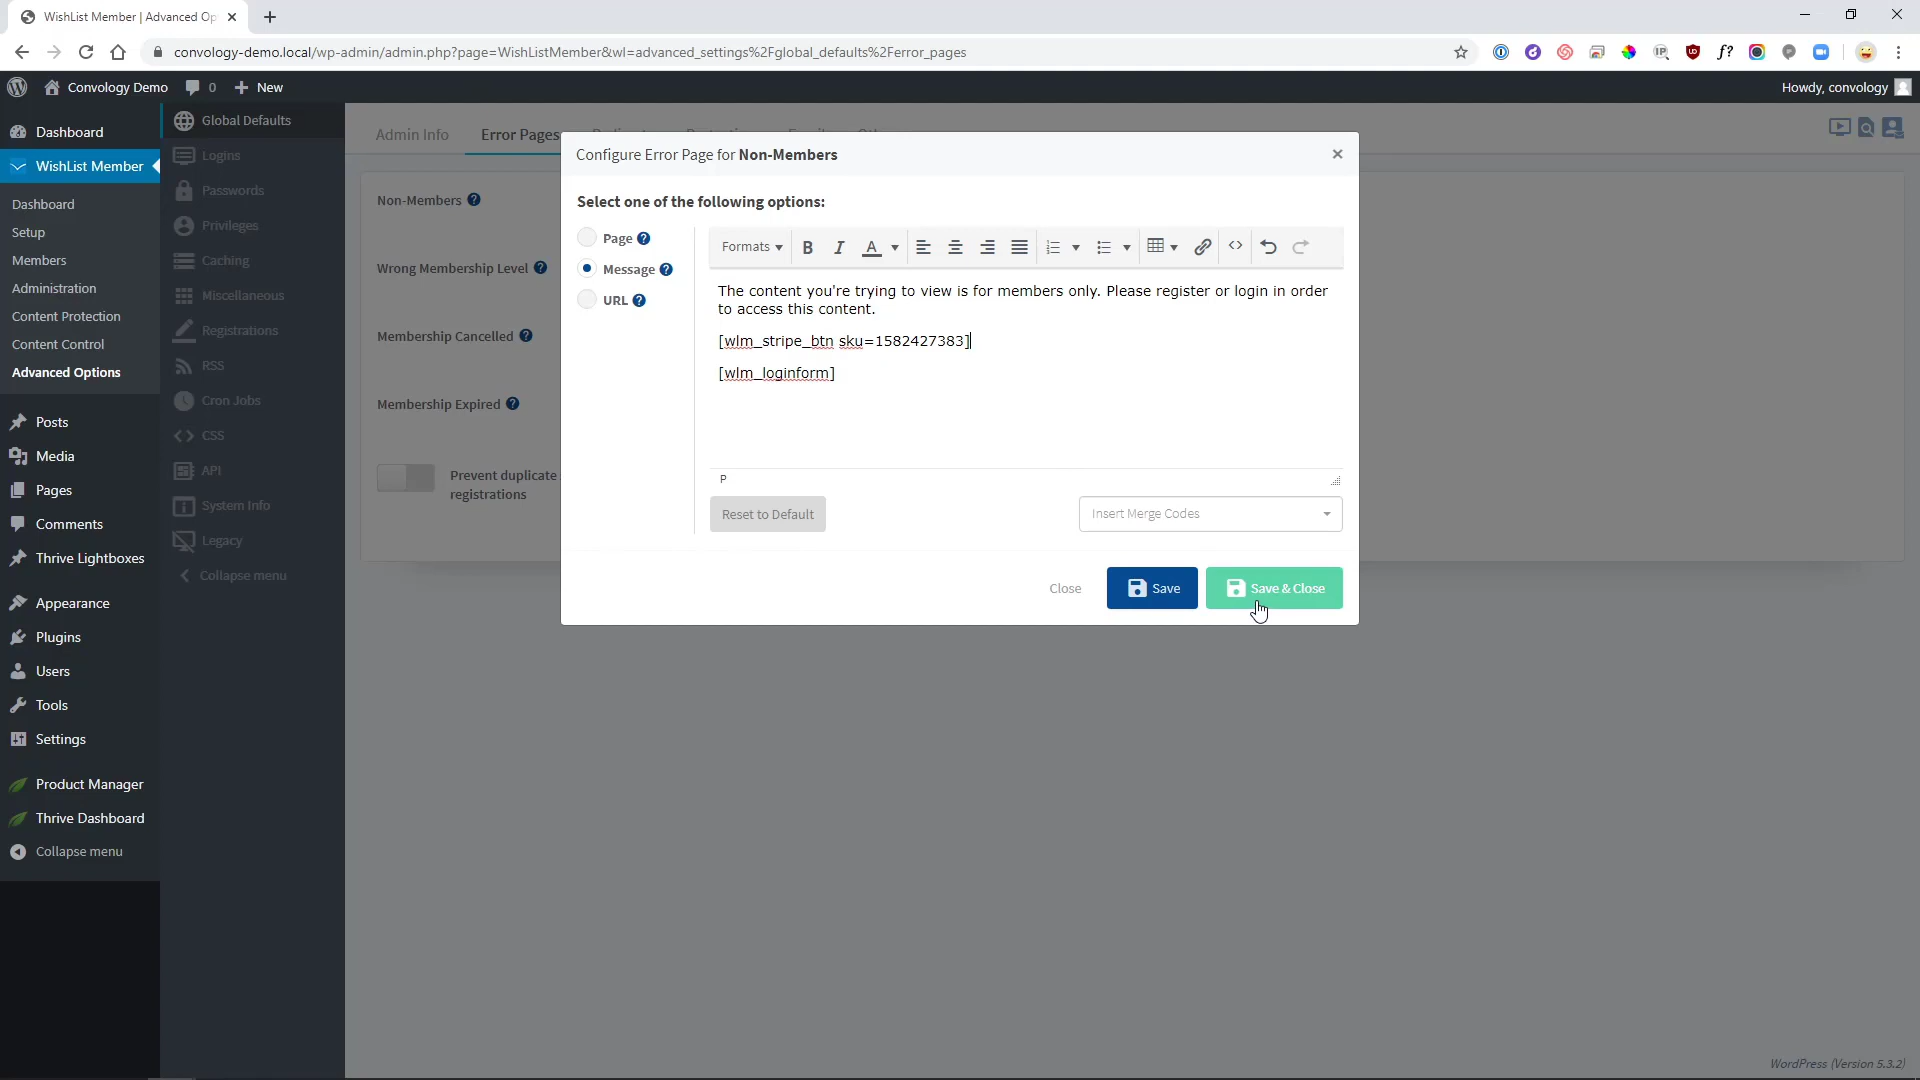 WishList Member | Advanced Op
convology-demo.local/wp-admin/admin.php?page=WishListMember&wl=advanced_settings%2Fglobal_defaults%2Ferror_pages
Convology Demo
0
New
Howdy, convology
Dashboard
WishList Member
Dashboard
Setup
Members
Administration
Content Protection
Content Control
Advanced Options
Posts
Media
Pages
Comments
Thrive Lightboxes
Appearance
Plugins
Users
Tools
Settings
Product Manager
Thrive Dashboard
Collapse menu
Global Defaults
Logins
Passwords
Privileges
Caching
Miscellaneous
Registrations
RSS
Cron Jobs
CSS
API
System Info
Legacy
Collapse menu
Admin Info
Error Pages
Non-Members
Wrong Membership Level
Membership Cancelled
Membership Expired
Prevent duplicate
registrations
Configure Error Page for Non-Members
Select one of the following options:
Page
Message
URL
Formats
The content you're trying to view is for members only. Please register or login in order
to access this content.
[wlm_stripe_btn sku=1582427383]
[wlm_loginform]
P
Reset to Default
Insert Merge Codes
Close
Save
Save & Close
WordPress (Version 5.3.2)